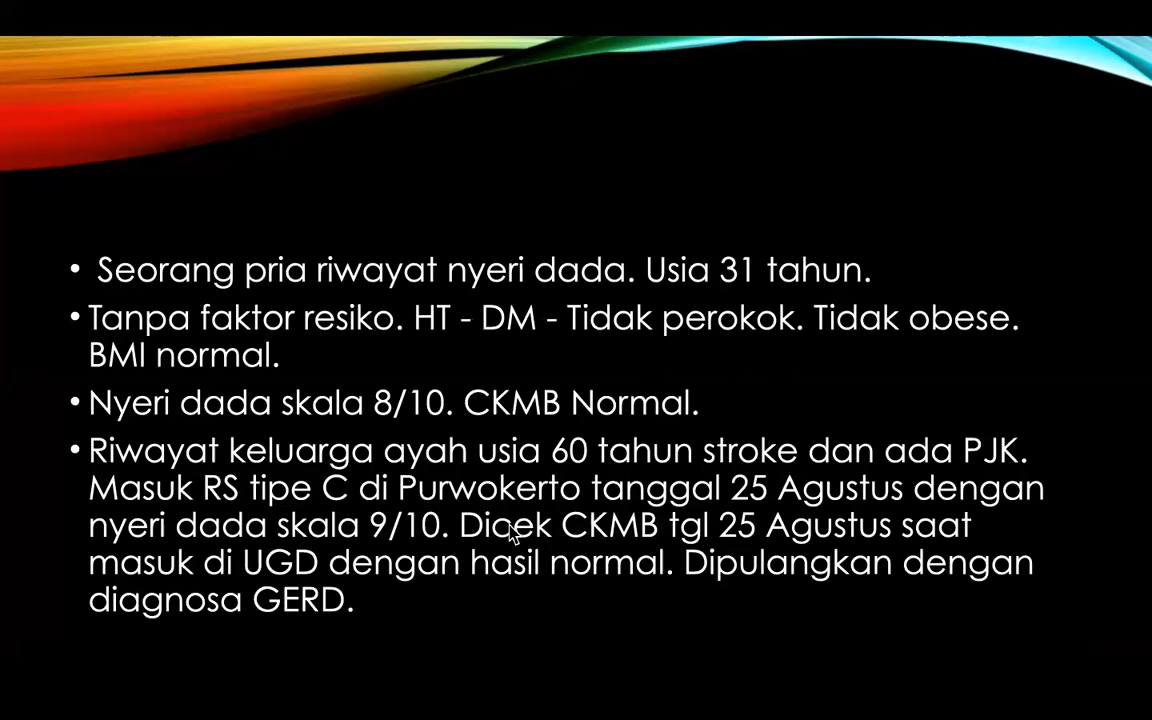 • Seorang pria riwayat nyeri dada. Usia 31 tahun.
• Tanpa faktor resiko. HT - DM - Tidak perokok. Tidak obese.
BMI normal.
• Nyeri dada skala 8/10. CKMB Normal.
• Riwayat keluarga ayah usia 60 tahun stroke dan ada PJK.
Masuk RS tipe C di Purwokerto tanggal 25 Agustus dengan
nyeri dada skala 9/10. Dicek CKMB tgl 25 Agustus saat
masuk di UGD dengan hasil normal. Dipulangkan dengan
diagnosa GERD.